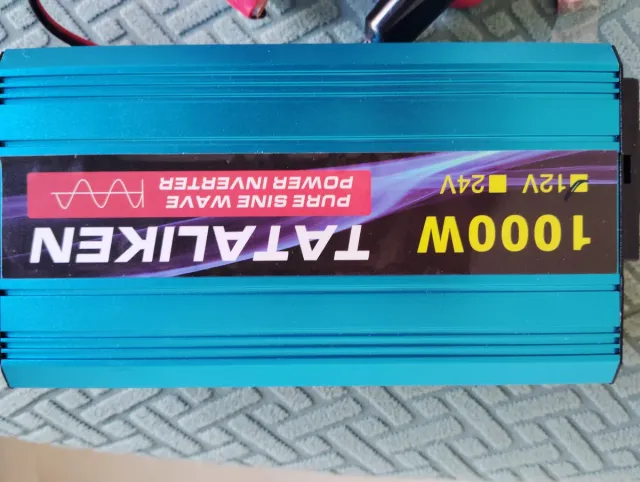 TATALIKEN
1000W
PURE SINE WAVE
POWER INVERTER
12V 24V